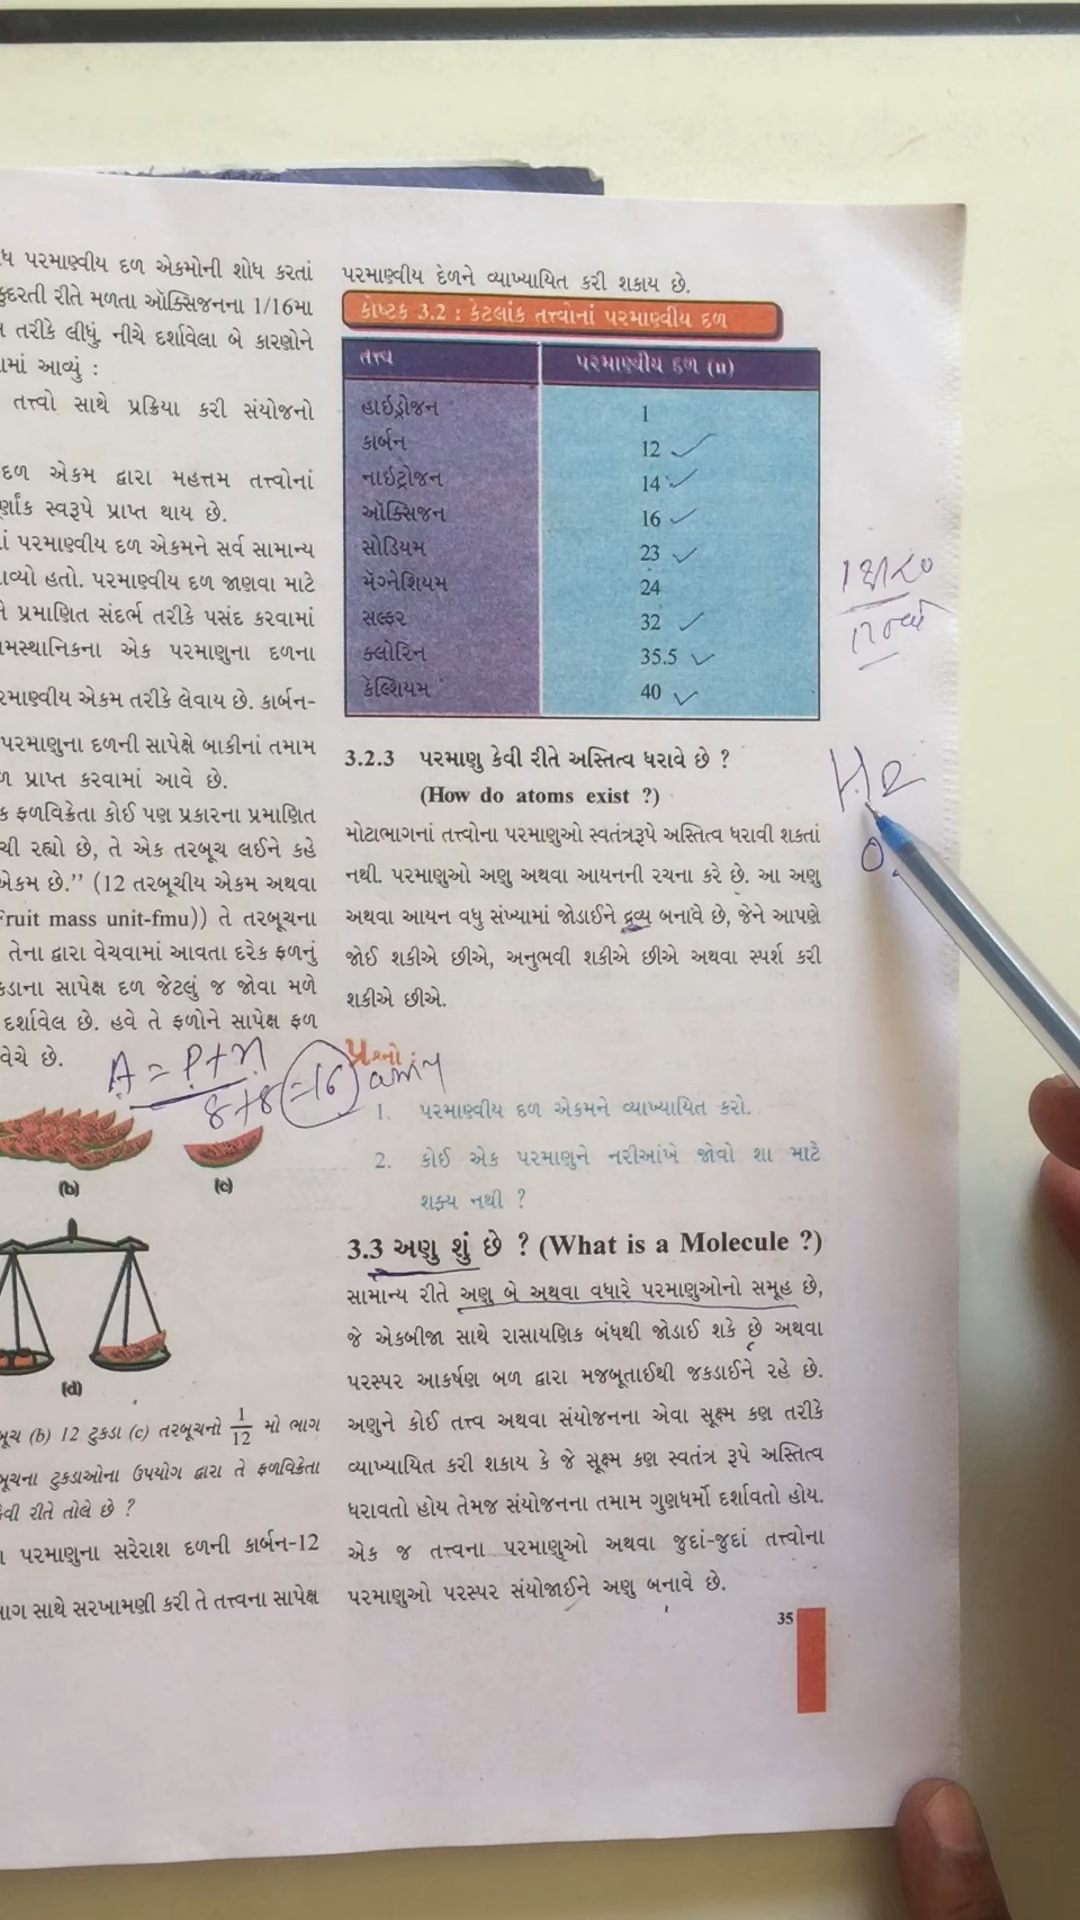 પરમાણ્વીય દળ એકમોની શોધ કરતાં
કુદરતી રીતે મળતા ઑક્સિજનના 1/16મા
તરીકે લીધું. નીચે દર્શાવેલા બે કારણોને
આવ્યું :
તત્ત્વો સાથે પ્રક્રિયા કરી સંયોજનો
દળ એકમ દ્વારા મહત્તમ તત્ત્વોનાં
સ્વરૂપે પ્રાપ્ત થાય છે.
પરમાણ્વીય દળ એકમને સર્વ સામાન્ય
હતો. પરમાણ્વીય દળ જાણવા માટે
પ્રમાણિત સંદર્ભ તરીકે પસંદ કરવામાં
એક પરમાણુના દળના
એકમ તરીકે લેવાય છે. કાર્બન-
પરમાણુના દળની સાપેક્ષે બાકીનાં તમામ
પ્રાપ્ત કરવામાં આવે છે.
ફળવિક્રેતા કોઈ પણ પ્રકારના પ્રમાણિત
રહ્યો છે, તે એક તરબૂચ લઈને કહે
એકમ છે.” (12 તરબૂચીય એકમ અથવા
Fruit mass unit-fmu)) તે તરબૂચના
તેના દ્વારા વેચવામાં આવતા દરેક ફળનું
સાપેક્ષ દળ જેટલું જ જોવા મળે
દર્શાવેલ છે. હવે તે ફળોને સાપેક્ષ ફળ
વેચે છે.
A = P+n
8+8 =16 amu
(b) (c)
(d)
(b) 12 ટુકડા (c) તરબૂચનો 1/12 મો ભાગ
ટુકડાઓના ઉપયોગ દ્વારા તે ફળવિક્રેતા
રીતે તોલે છે ?
પરમાણુના સરેરાશ દળની કાર્બન-12
સાથે સરખામણી કરી તે તત્ત્વના સાપેક્ષ
પરમાણ્વીય દળને વ્યાખ્યાયિત કરી શકાય છે.
કોષ્ટક 3.2 : કેટલાંક તત્ત્વોનાં પરમાણ્વીય દળ
તત્ત્વ પરમાણ્વીય દળ (u)
હાઇડ્રોજન 1
કાર્બન 12
નાઇટ્રોજન 14
ઑક્સિજન 16
સોડિયમ 23
મૅગ્નેશિયમ 24
સલ્ફર 32
ક્લોરિન 35.5
કેલ્શિયમ 40
3.2.3 પરમાણુ કેવી રીતે અસ્તિત્વ ધરાવે છે ?
(How do atoms exist ?)
મોટાભાગનાં તત્ત્વોના પરમાણુઓ સ્વતંત્રરૂપે અસ્તિત્વ ધરાવી શકતાં
નથી. પરમાણુઓ અણુ અથવા આયનની રચના કરે છે. આ અણુ
અથવા આયન વધુ સંખ્યામાં જોડાઈને દ્રવ્ય બનાવે છે, જેને આપણે
જોઈ શકીએ છીએ, અનુભવી શકીએ છીએ અથવા સ્પર્શ કરી
શકીએ છીએ.
પ્રશ્નો :
1. પરમાણ્વીય દળ એકમને વ્યાખ્યાયિત કરો.
2. કોઈ એક પરમાણુને નરીઆંખે જોવો શા માટે
શક્ય નથી ?
3.3 અણુ શું છે ? (What is a Molecule ?)
સામાન્ય રીતે અણુ બે અથવા વધારે પરમાણુઓનો સમૂહ છે,
જે એકબીજા સાથે રાસાયણિક બંધથી જોડાઈ શકે છે અથવા
પરસ્પર આકર્ષણ બળ દ્વારા મજબૂતાઈથી જકડાઈને રહે છે.
અણુને કોઈ તત્ત્વ અથવા સંયોજનના એવા સૂક્ષ્મ કણ તરીકે
વ્યાખ્યાયિત કરી શકાય કે જે સૂક્ષ્મ કણ સ્વતંત્ર રૂપે અસ્તિત્વ
ધરાવતો હોય તેમજ સંયોજનના તમામ ગુણધર્મો દર્શાવતો હોય.
એક જ તત્ત્વના પરમાણુઓ અથવા જુદાં-જુદાં તત્ત્વોના
પરમાણુઓ પરસ્પર સંયોજાઈને અણુ બનાવે છે.
35
H2